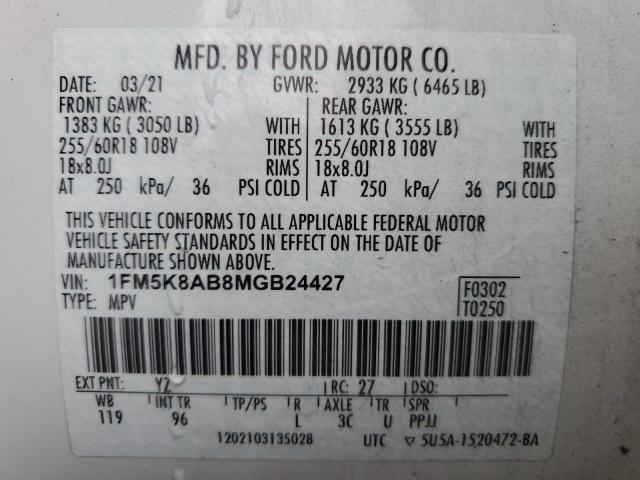 MFD. BY FORD MOTOR CO.
DATE: 03/21 GVWR: 2933 KG ( 6465 LB)
FRONT GAWR: REAR GAWR:
1383 KG ( 3050 LB) WITH 1613 KG ( 3555 LB) WITH
255/60R18 108V TIRES 255/60R18 108V TIRES
18x8.0J RIMS 18x8.0J RIMS
AT 250 kPa/ 36 PSI COLD AT 250 kPa/ 36 PSI COLD
THIS VEHICLE CONFORMS TO ALL APPLICABLE FEDERAL MOTOR
VEHICLE SAFETY STANDARDS IN EFFECT ON THE DATE OF
MANUFACTURE SHOWN ABOVE.
VIN: 1FM5K8AB8MGB24427 F0302
TYPE: MPV T0250
EXT PNT: YZ RC: 27 DSO:
WB INT TR TP/PS R AXLE TR SPR
119 96 L 3C U PPJJ
1202103135028 UTC ▽ 5U5A-1520472-BA